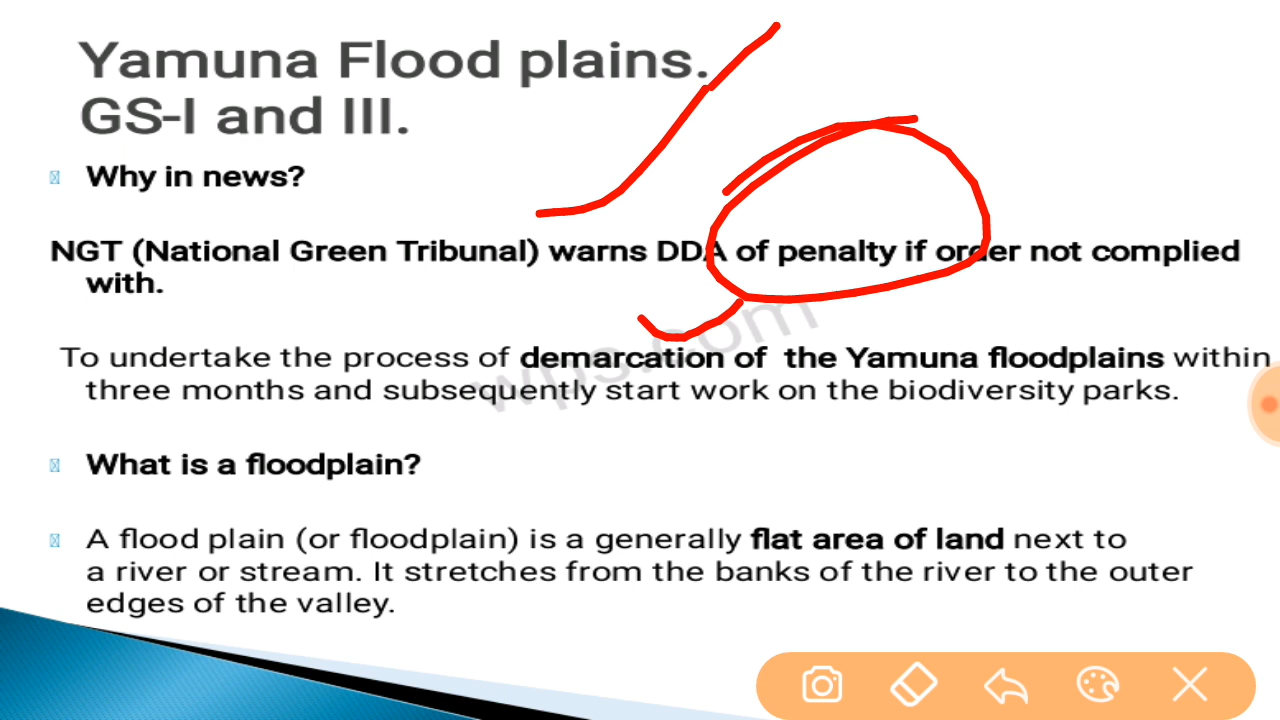 Yamuna Flood plains.
GS-I and III.
Why in news?
NGT (National Green Tribunal) warns DDA of penalty if order not complied
with.
To undertake the process of demarcation of the Yamuna floodplains within
three months and subsequently start work on the biodiversity parks.
wps.com
What is a floodplain?
A flood plain (or floodplain) is a generally flat area of land next to
a river or stream. It stretches from the banks of the river to the outer
edges of the valley.